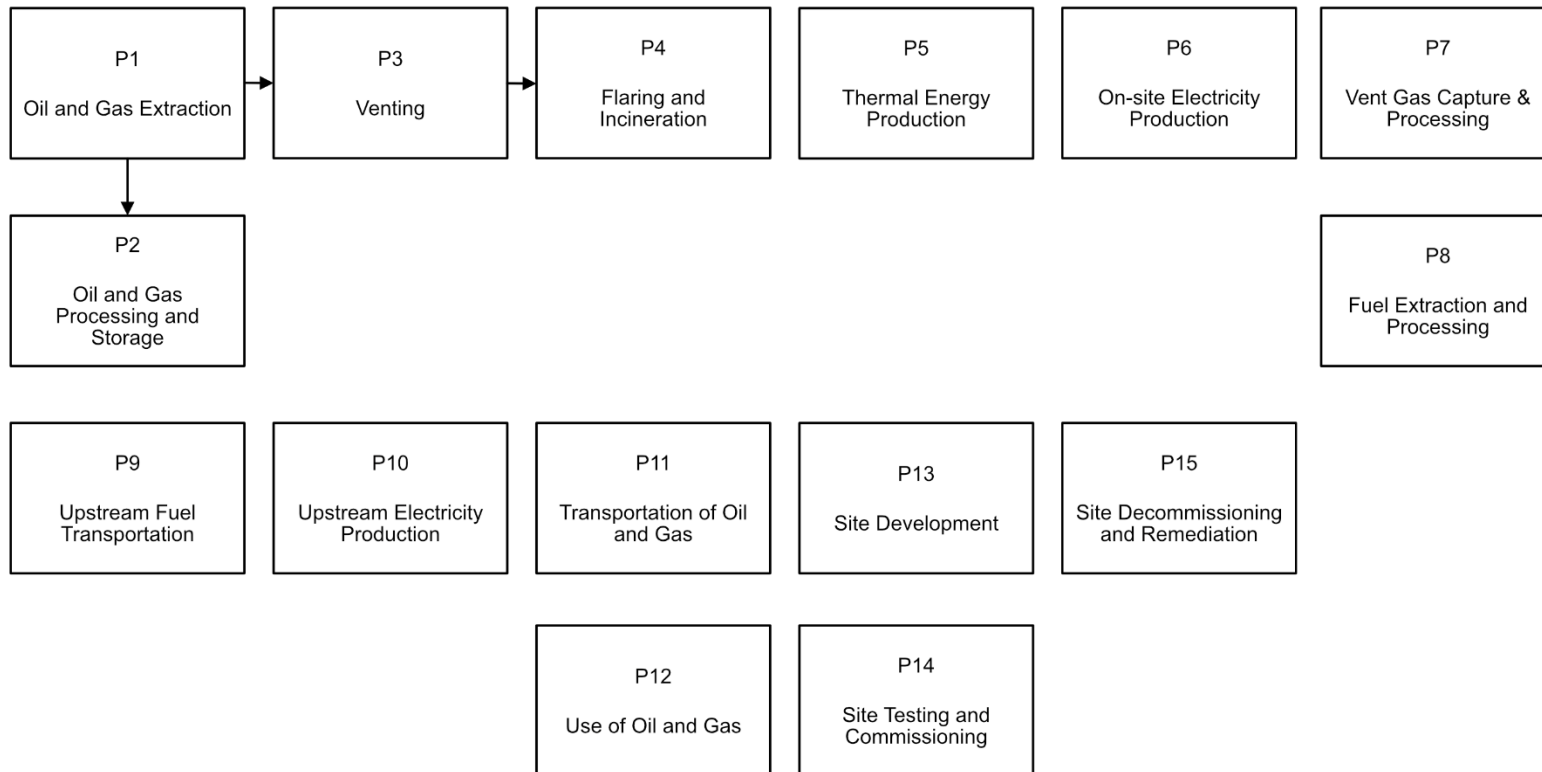 P1
Oil and Gas Extraction
P3
Venting
P4
Flaring and
Incineration
P5
Thermal Energy
Production
P6
On-site Electricity
Production
P7
Vent Gas Capture &
Processing
P2
Oil and Gas
Processing and
Storage
P8
Fuel Extraction and
Processing
P9
Upstream Fuel
Transportation
P10
Upstream Electricity
Production
P11
Transportation of Oil
and Gas
P13
Site Development
P15
Site Decommissioning
and Remediation
P12
Use of Oil and Gas
P14
Site Testing and
Commissioning